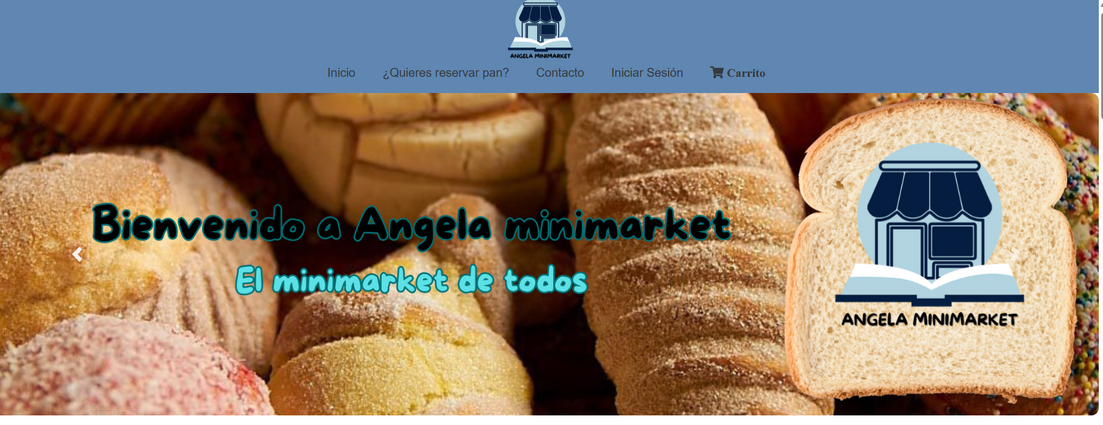 ANGELA MINIMARKET
Inicio ¿Quieres reservar pan? Contacto Iniciar Sesión Carrito
Bienvenido a Angela minimarket
El minimarket de todos
ANGELA MINIMARKET